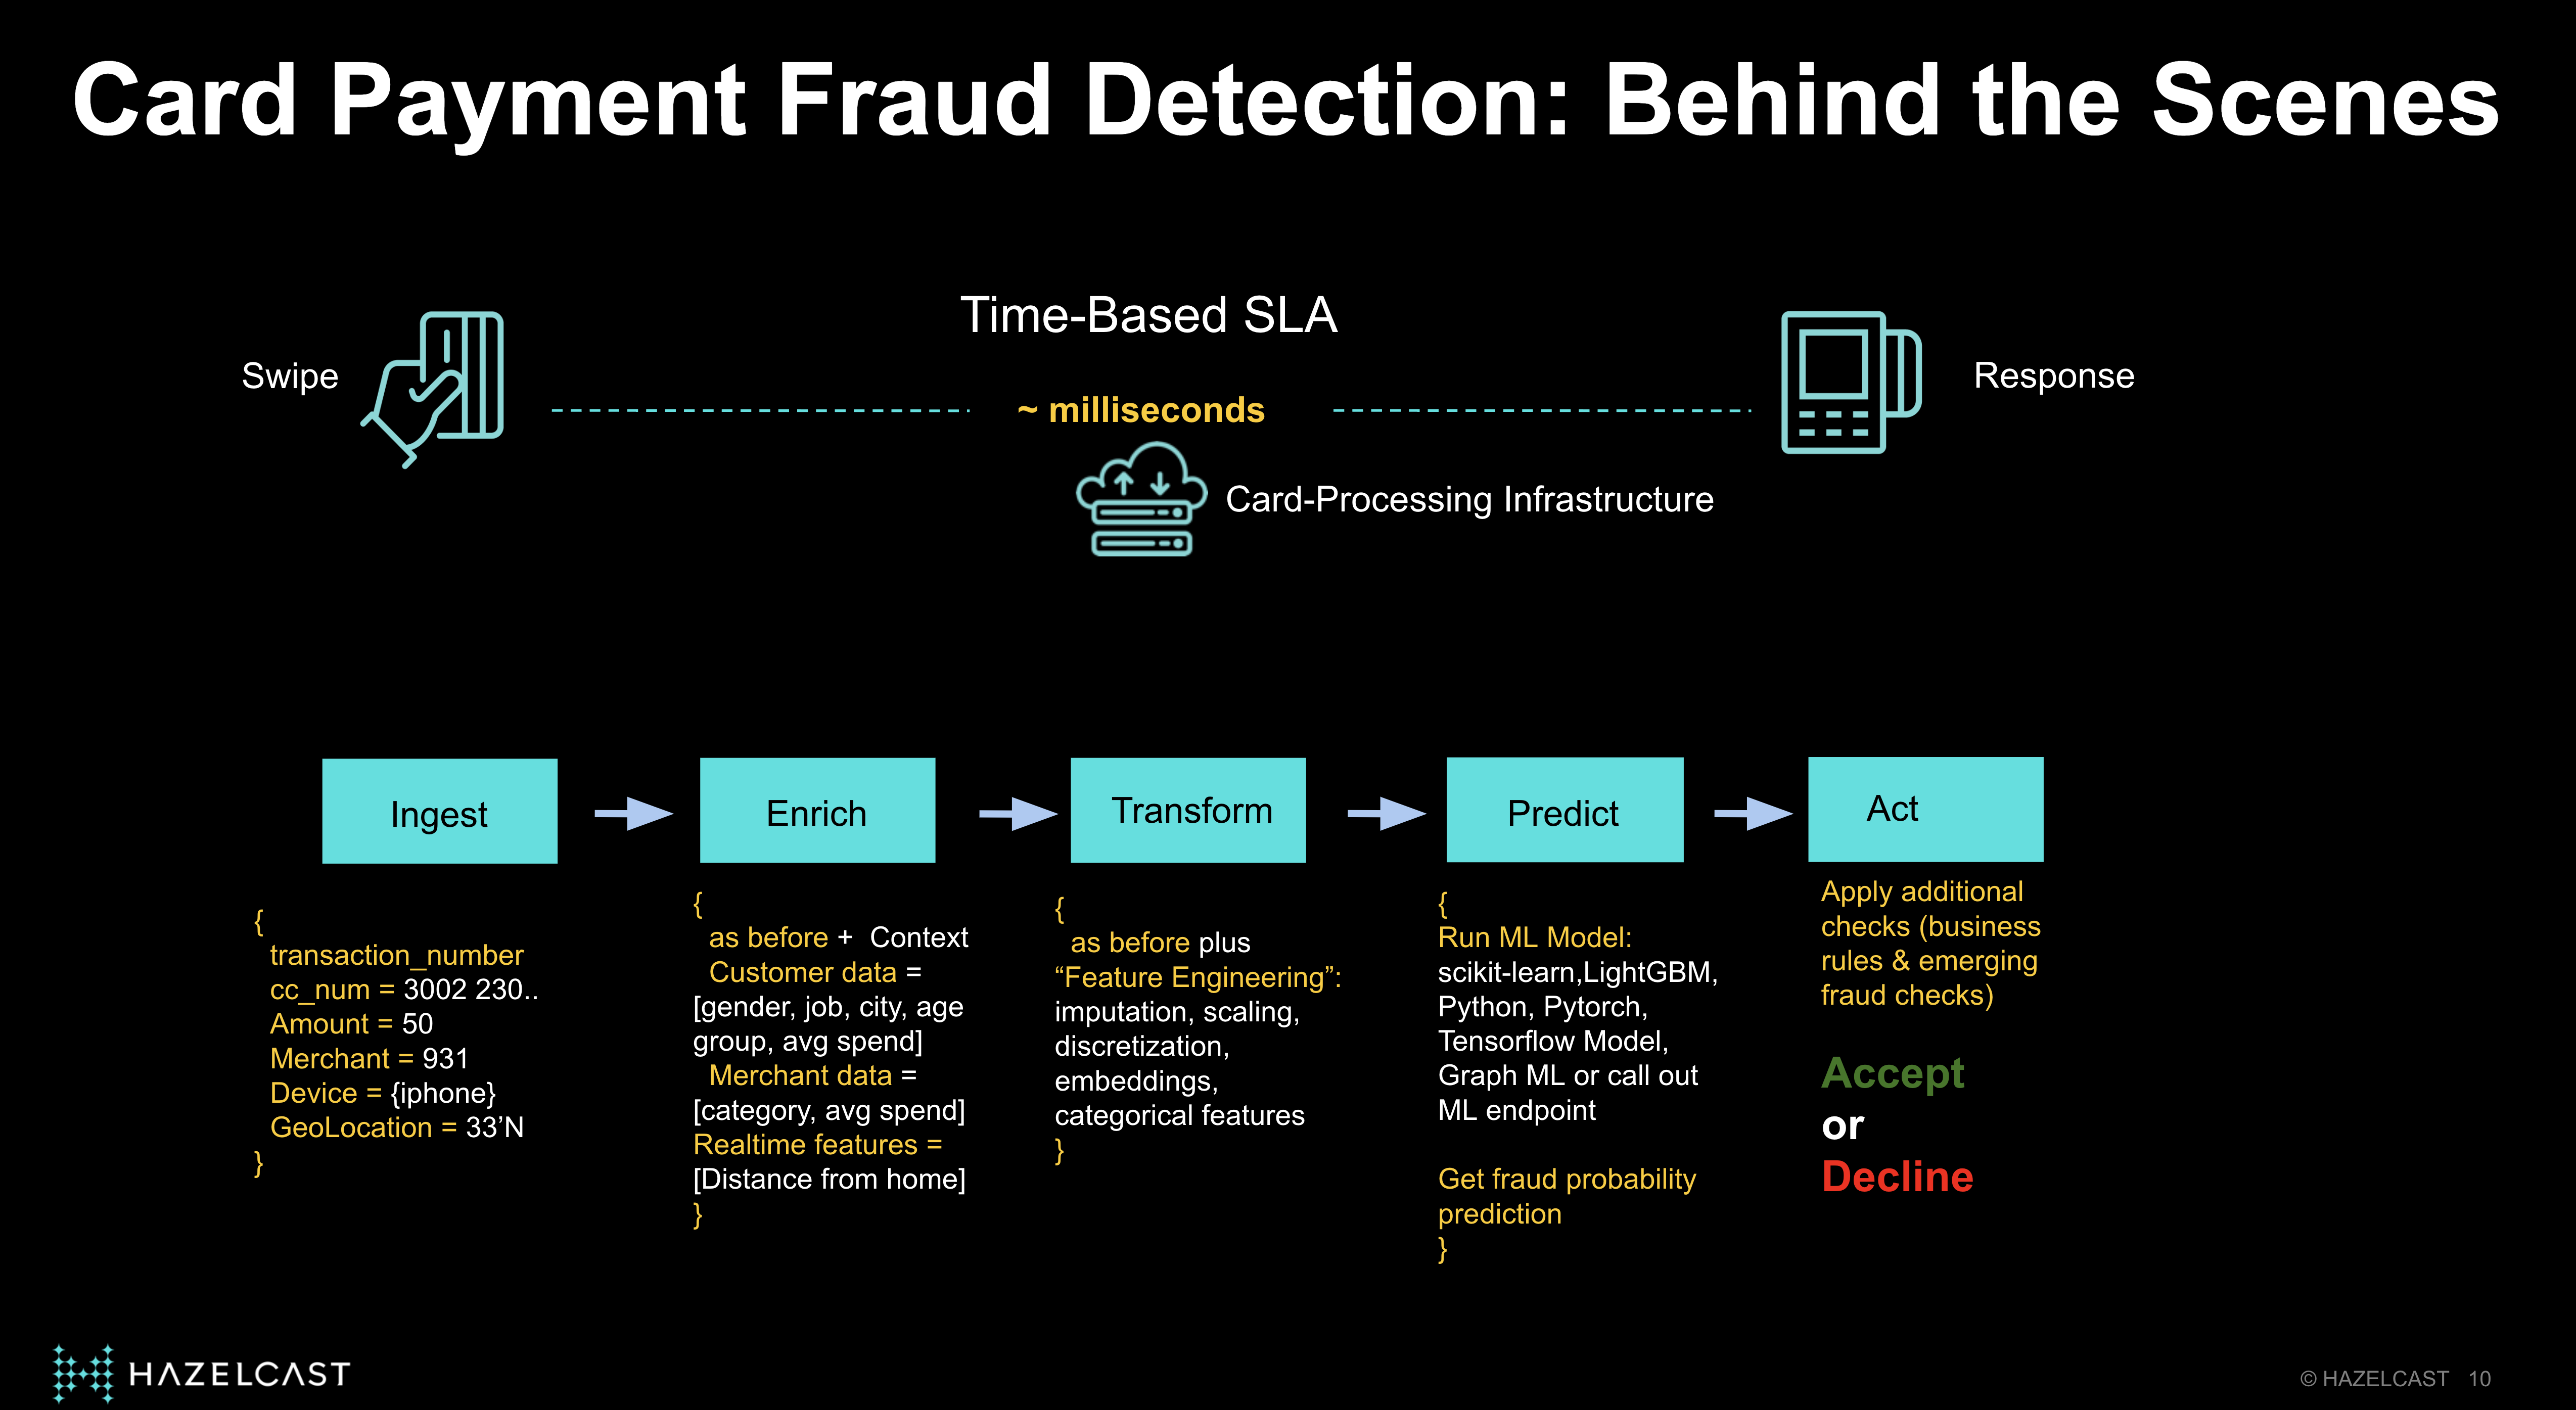 Card Payment Fraud Detection: Behind the Scenes
Time-Based SLA
Swipe
~ milliseconds
Response
Card-Processing Infrastructure
Ingest
{
transaction_number
cc_num = 3002 230..
Amount = 50
Merchant = 931
Device = {iphone}
GeoLocation = 33’N
}
Enrich
{
as before + Context
Customer data =
[gender, job, city, age
group, avg spend]
Merchant data =
[category, avg spend]
Realtime features =
[Distance from home]
}
Transform
{
as before plus
“Feature Engineering”:
imputation, scaling,
discretization,
embeddings,
categorical features
}
Predict
{
Run ML Model:
scikit-learn,LightGBM,
Python, Pytorch,
Tensorflow Model,
Graph ML or call out
ML endpoint
Get fraud probability
prediction
}
Act
Apply additional
checks (business
rules & emerging
fraud checks)
Accept
or
Decline
HAZELCAST
© HAZELCAST 10